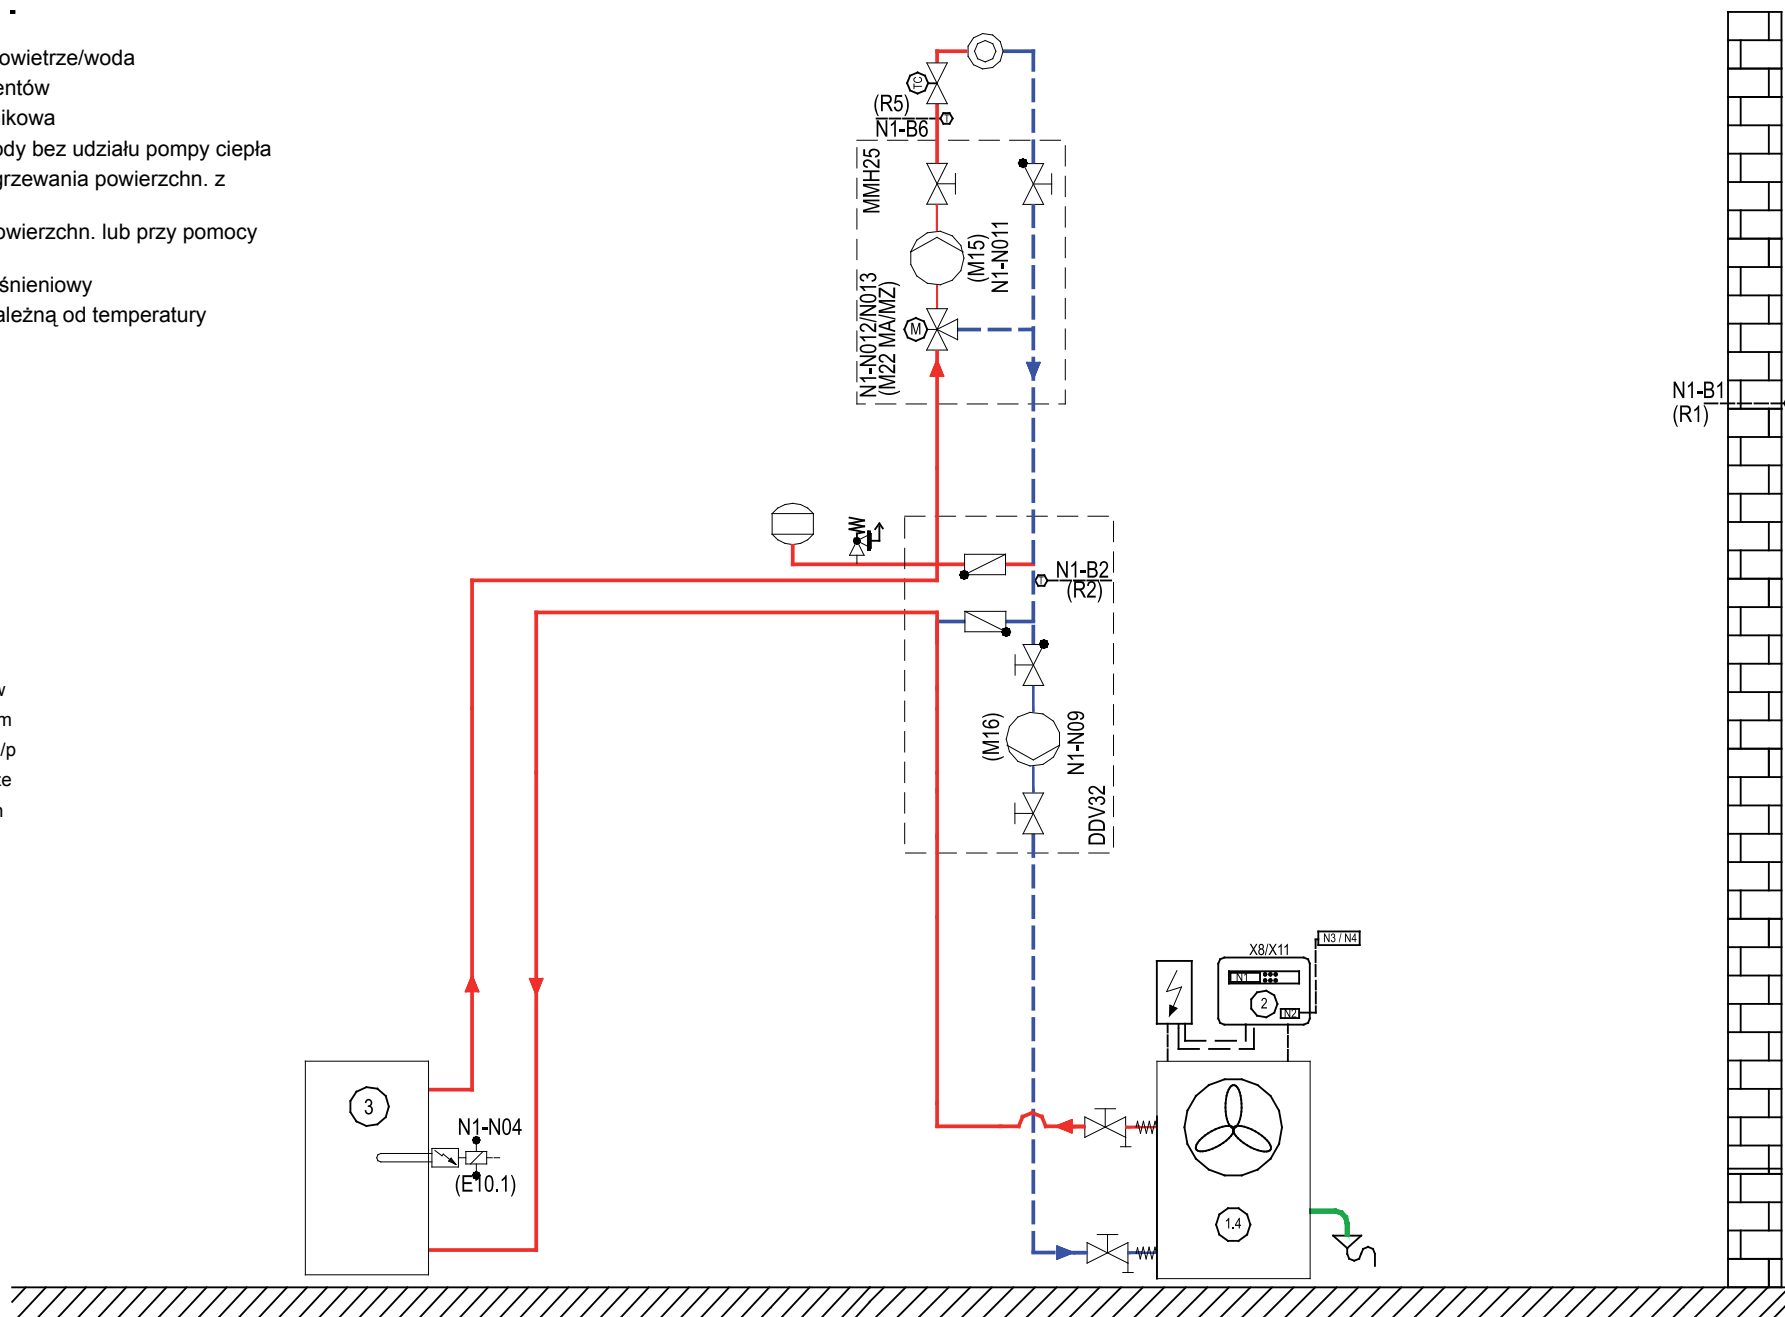 owietrze/woda
entów
ikowa
ody bez udziału pompy ciepła
grzewania powierzchn. z
owierzchn. lub przy pomocy
śnieniowy
ależną od temperatury
TC
(R5)
N1-B6
T
MMH25
(M15)
N1-N011
N1-N012/N013
(M22 MA/MZ)
M
N1-B1
(R1)
T
N1-B2
(R2)
(M16)
N1-N09
DDV32
w
m
/p
ze
n
X8/X11
N3 / N4
N1
2
N2
3
N1-N04
(E10.1)
1.4